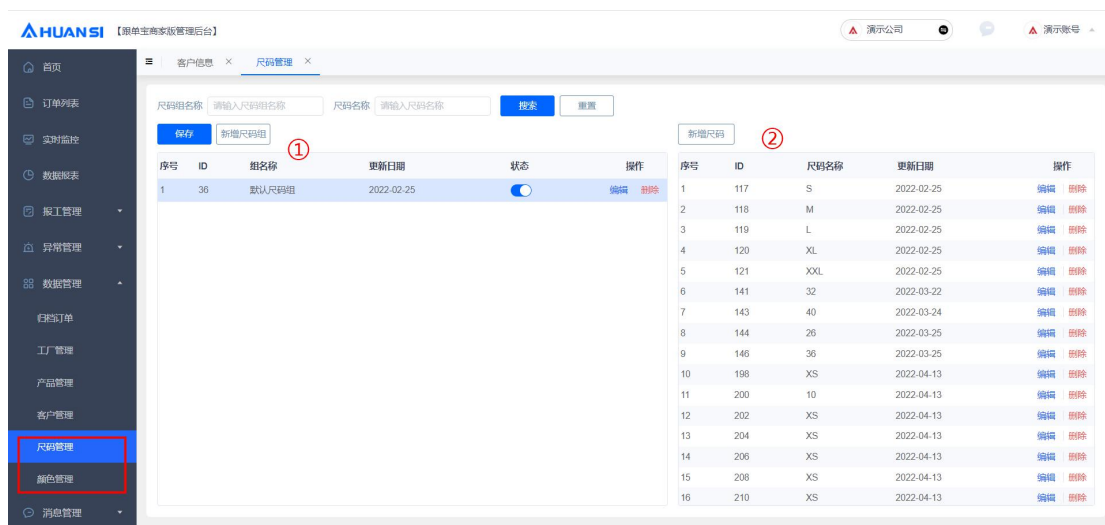 HUANSI 【跟单宝商家版管理后台】 演示公司 演示账号
首页
订单列表
实时监控
数据报表
报工管理
异常管理
数据管理
归档订单
工厂管理
产品管理
客户管理
尺码管理
颜色管理
消息管理
客户信息 × 尺码管理 ×
尺码组名称 请输入尺码组名称 尺码名称 请输入尺码名称 搜索 重置
保存 新增尺码组 ①
序号 ID 组名称 更新日期 状态 操作
1 36 默认尺码组 2022-02-25 编辑 删除
新增尺码 ②
序号 ID 尺码名称 更新日期 操作
1 117 S 2022-02-25 编辑 删除
2 118 M 2022-02-25 编辑 删除
3 119 L 2022-02-25 编辑 删除
4 120 XL 2022-02-25 编辑 删除
5 121 XXL 2022-02-25 编辑 删除
6 141 32 2022-03-22 编辑 删除
7 143 40 2022-03-24 编辑 删除
8 144 26 2022-03-25 编辑 删除
9 146 36 2022-03-25 编辑 删除
10 198 XS 2022-04-13 编辑 删除
11 200 10 2022-04-13 编辑 删除
12 202 XS 2022-04-13 编辑 删除
13 204 XS 2022-04-13 编辑 删除
14 206 XS 2022-04-13 编辑 删除
15 208 XS 2022-04-13 编辑 删除
16 210 XS 2022-04-13 编辑 删除